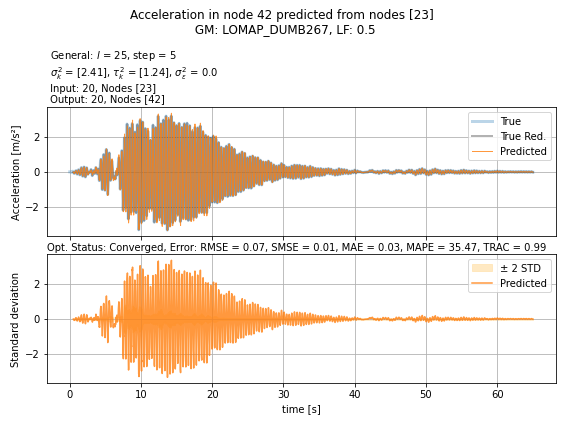 Acceleration in node 42 predicted from nodes [23]
GM: LOMAP_DUMB267, LF: 0.5
General: l = 25, step = 5
σ²ₖ = [2.41], τ²ₖ = [1.24], σ²_ε = 0.0
Input: 20, Nodes [23]
Output: 20, Nodes [42]
Acceleration [m/s²]
2
0
−2
True
True Red.
Predicted
Opt. Status: Converged, Error: RMSE = 0.07, SMSE = 0.01, MAE = 0.03, MAPE = 35.47, TRAC = 0.99
Standard deviation
2
0
−2
± 2 STD
Predicted
0 10 20 30 40 50 60
time [s]